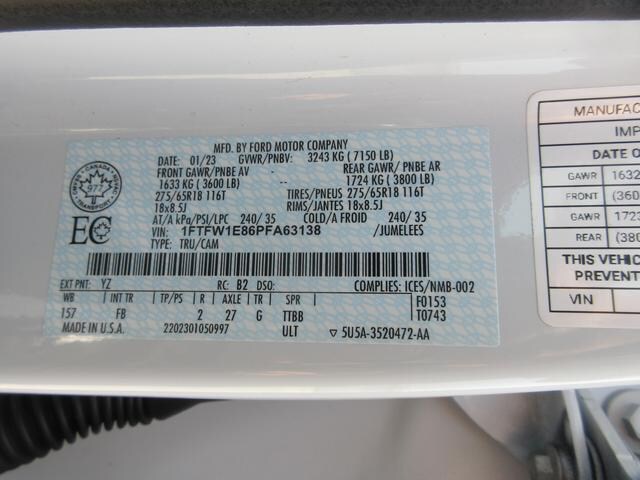 MFD. BY FORD MOTOR COMPANY
01/23 GVWR/PNBV: 3243 KG ( 7150 LB)
FRONT GAWR/ PNBE AV REAR GAWR/ PNBE AR
1633 KG ( 3600 LB) -- 1724 KG ( 3800 LB)
275/65R18 116T TIRES/PNEUS 275/65R18 116T
18x8.5J RIMS/JANTES 18x8.5J
AT/A kPa/PSI/LPC 240/ 35 COLD/A FROID 240/ 35
VIN: 1FTFW1E86PFA63138 /JUMELEES
TYPE: TRU/CAM
CANADA
977
TRANSPORT
EC
EXT PNT: YZ RC: B2 DSO: COMPLIES: ICES/NMB-002
WB INT TR TP/PS R AXLE TR SPR F0153
157 FB 2 27 G TTBB T0743
MADE IN U.S.A. 2202301050997 ULT ▽ 5U5A-3520472-AA
MANUFAC
IMP
DATE O
GAWR 1632
FRONT (360
GAWR 1723
REAR (380
THIS VEHIC
PREVENT
VIN